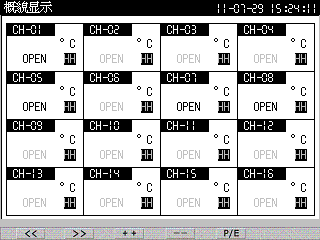 概貌显示 11-07-29 15:24:11
CH-01 CH-02 CH-03 CH-04
°C °C °C °C
OPEN HH OPEN HH OPEN HH OPEN HH
CH-05 CH-06 CH-07 CH-08
°C °C °C °C
OPEN HH OPEN HH OPEN HH OPEN HH
CH-09 CH-10 CH-11 CH-12
°C °C °C °C
OPEN HH OPEN HH OPEN HH OPEN HH
CH-13 CH-14 CH-15 CH-16
°C °C °C °C
OPEN HH OPEN HH OPEN HH OPEN HH
<< >> ++ -- P/E